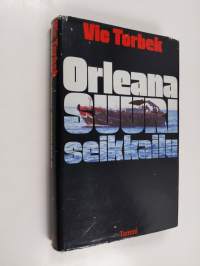 Vic Torbek
Orleana
SUURI
seikkailu
Tammi